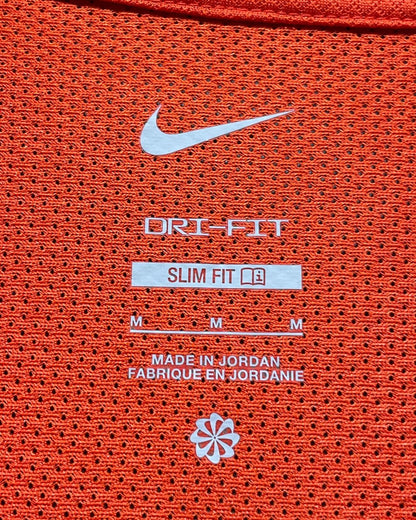 DRI-FIT
SLIM FIT
M M M
MADE IN JORDAN
FABRIQUE EN JORDANIE